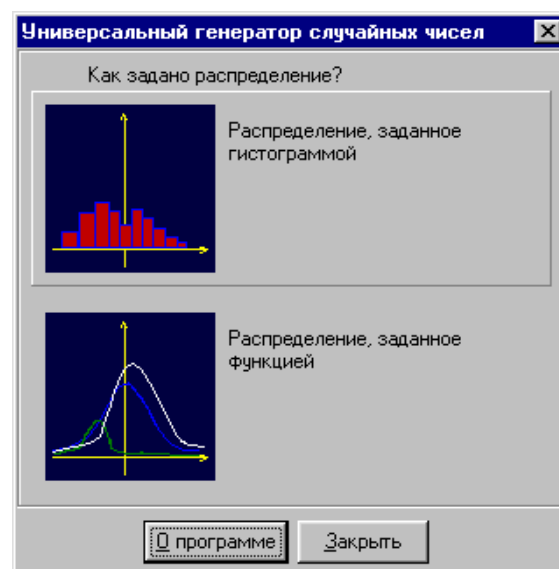 Универсальный генератор случайных чисел
Как задано распределение?
Распределение, заданное
гистограммой
Распределение, заданное
функцией
О программе
Закрыть